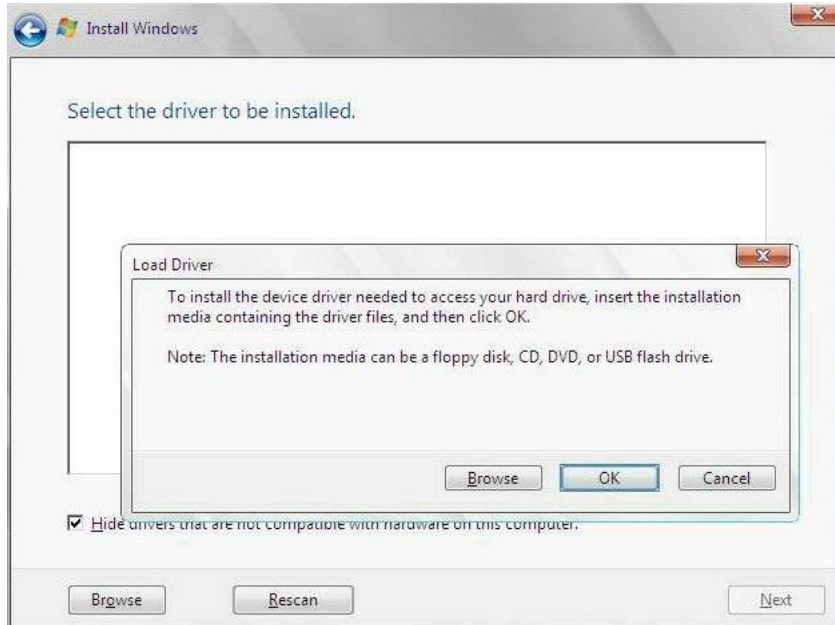 Install Windows
Select the driver to be installed.
Load Driver
To install the device driver needed to access your hard drive, insert the installation
media containing the driver files, and then click OK.
Note: The installation media can be a floppy disk, CD, DVD, or USB flash drive.
Browse OK Cancel
Hide drivers that are not compatible with hardware on this computer.
Browse Rescan Next